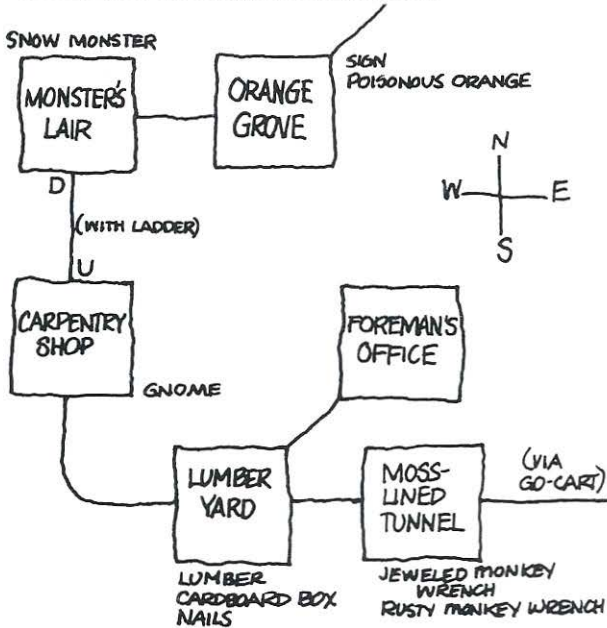 SNOW MONSTER
MONSTER'S
LAIR
ORANGE
GROVE
SIGN
POISONOUS ORANGE
N
W
E
S
D
(WITH LADDER)
U
CARPENTRY
SHOP
GNOME
FOREMAN'S
OFFICE
LUMBER
YARD
LUMBER
CARDBOARD BOX
NAILS
MOSS-
LINED
TUNNEL
(VIA
GO-CART)
JEWELED MONKEY
WRENCH
RUSTY MONKEY WRENCH